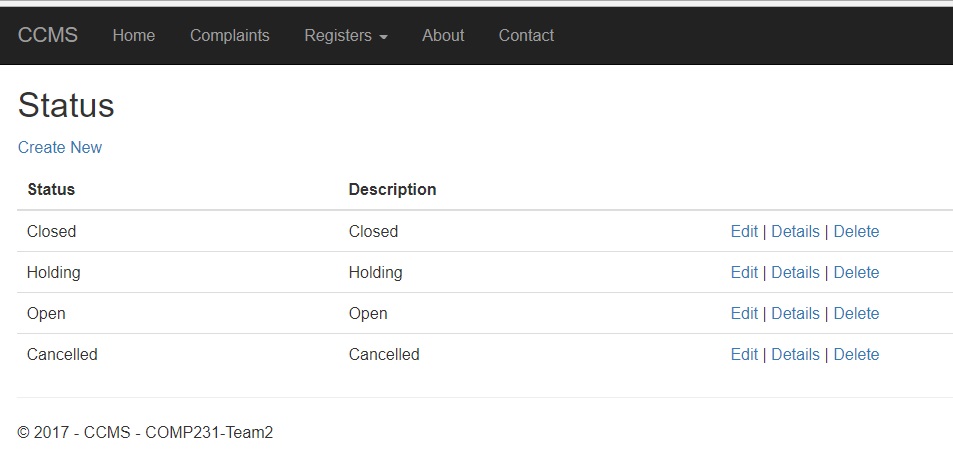 CCMS Home Complaints Registers About Contact
Status
Create New
Status Description
Closed Closed Edit | Details | Delete
Holding Holding Edit | Details | Delete
Open Open Edit | Details | Delete
Cancelled Cancelled Edit | Details | Delete
© 2017 - CCMS - COMP231-Team2